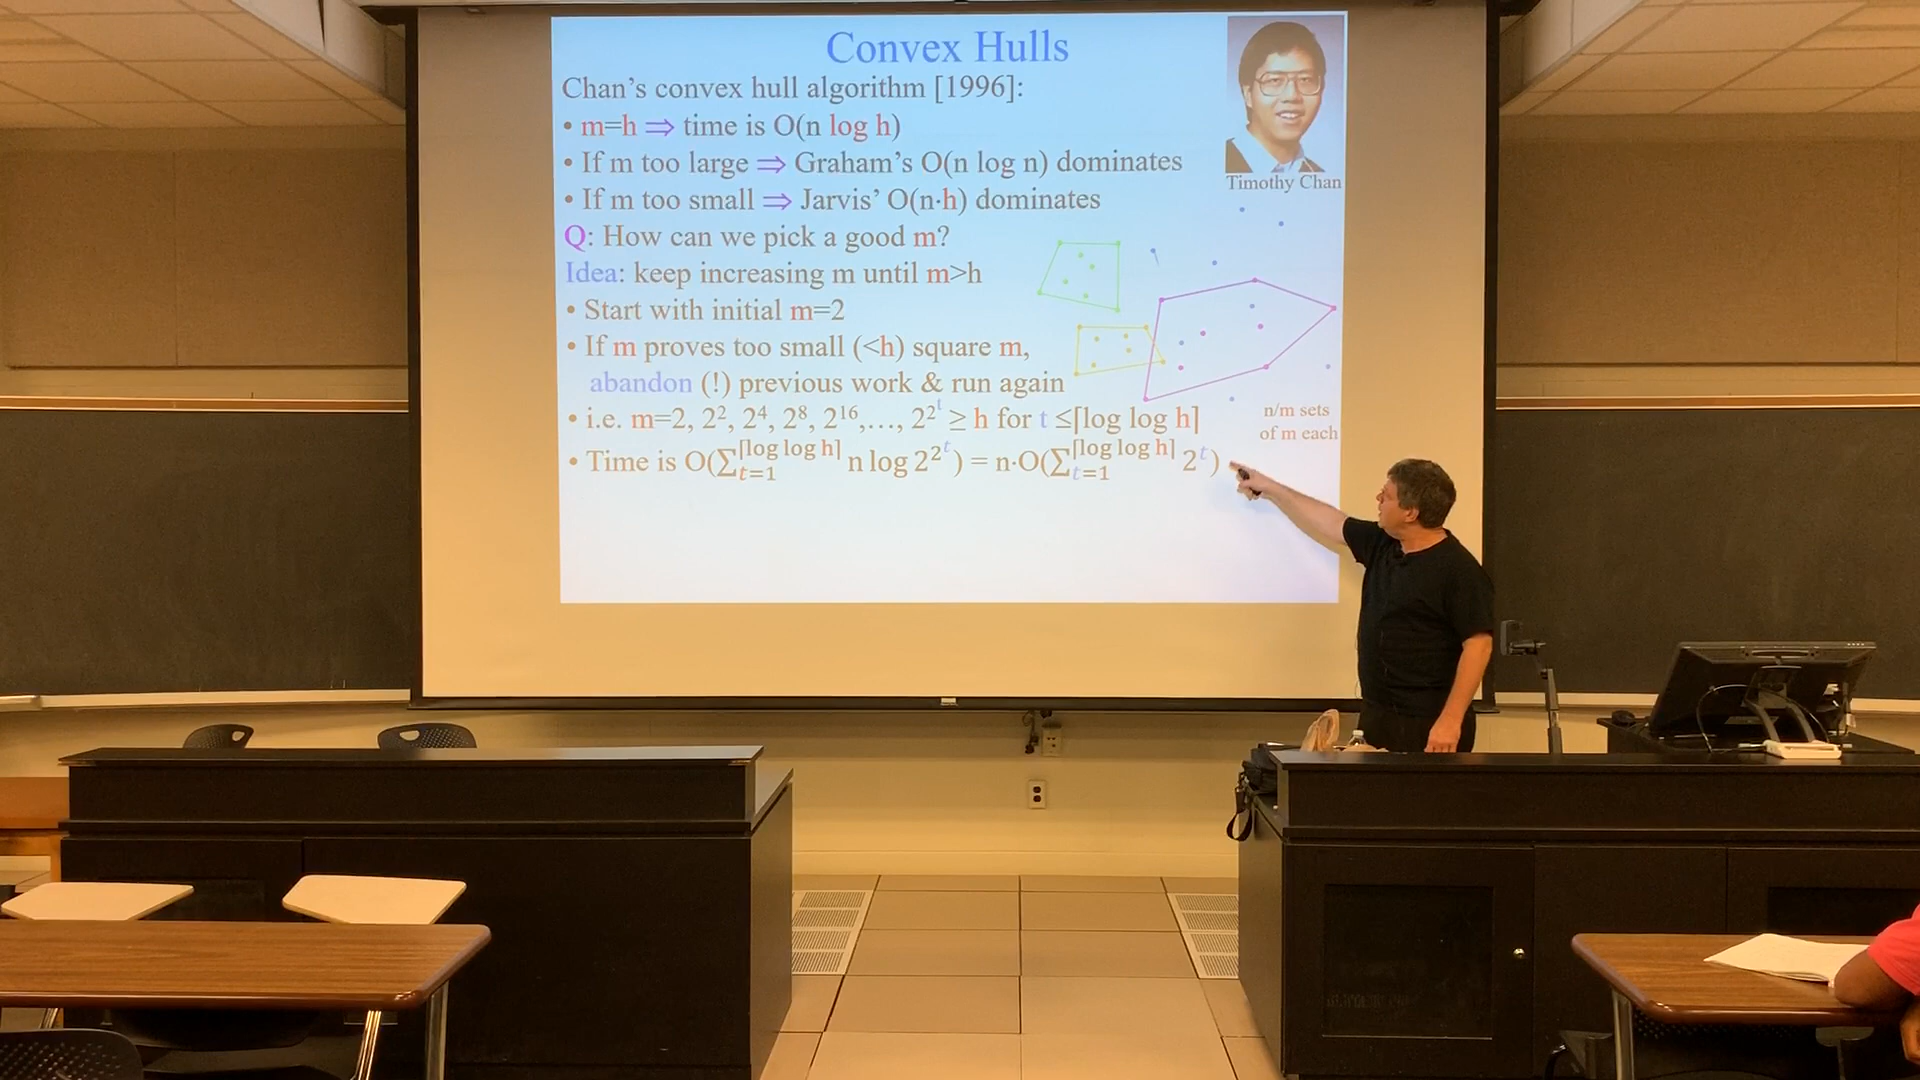 Convex Hulls
Chan's convex hull algorithm [1996]:
• m=h ⇒ time is O(n log h)
• If m too large ⇒ Graham's O(n log n) dominates
• If m too small ⇒ Jarvis' O(n·h) dominates
Timothy Chan
Q: How can we pick a good m?
Idea: keep increasing m until m>h
• Start with initial m=2
• If m proves too small (<h) square m,
abandon (!) previous work & run again
• i.e. m=2, 2², 2⁴, 2⁸, 2¹⁶,…, 2^2^t ≥ h for t ≤⌈log log h⌉
n/m sets
of m each
• Time is O(∑_{t=1}^{⌈log log h⌉} n log 2^2^t) = n·O(∑_{t=1}^{⌈log log h⌉} 2^t)